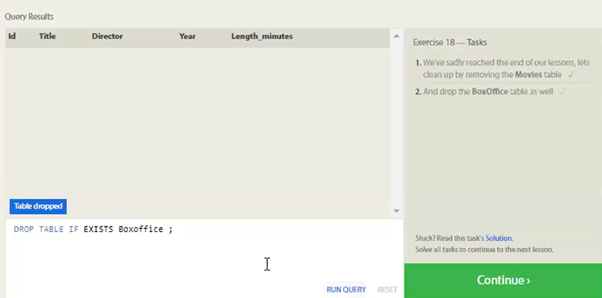 Query Results
Id Title Director Year Length_minutes
Table dropped
DROP TABLE IF EXISTS Boxoffice ;
RUN QUERY RESET
Exercise 18 — Tasks
1. We've sadly reached the end of our lessons, lets
clean up by removing the Movies table ✓
2. And drop the BoxOffice table as well ✓
Stuck? Read this task's Solution.
Solve all tasks to continue to the next lesson.
Continue ›